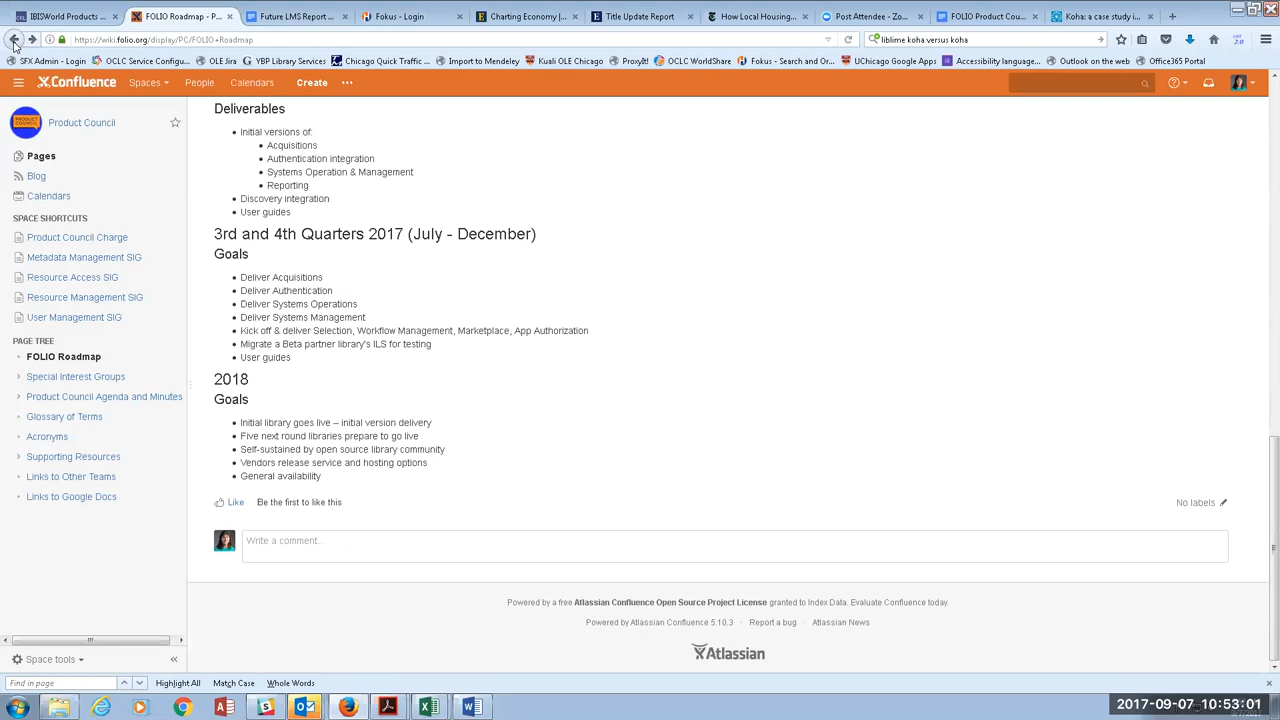 IBISWorld Products ...
FOLIO Roadmap - P...
Future LMS Report ...
Fokus - Login
Charting Economy |...
Title Update Report
How Local Housing...
Post Attendee - Zo...
FOLIO Product Cou...
Koha: a case study i...
https://wiki.folio.org/display/PC/FOLIO+Roadmap
liblime koha versus koha
SFX Admin - Login
OCLC Service Configu...
OLE Jira
YBP Library Services
Chicago Quick Traffic ...
Import to Mendeley
Kuali OLE Chicago
ProxyIt!
OCLC WorldShare
Fokus - Search and Or...
UChicago Google Apps
Accessibility language...
Outlook on the web
Office365 Portal
Confluence
Spaces
People
Calendars
Create
Product Council
Pages
Blog
Calendars
SPACE SHORTCUTS
Product Council Charge
Metadata Management SIG
Resource Access SIG
Resource Management SIG
User Management SIG
PAGE TREE
FOLIO Roadmap
Special Interest Groups
Product Council Agenda and Minutes
Glossary of Terms
Acronyms
Supporting Resources
Links to Other Teams
Links to Google Docs
Space tools
Deliverables
Initial versions of:
Acquisitions
Authentication integration
Systems Operation & Management
Reporting
Discovery integration
User guides
3rd and 4th Quarters 2017 (July - December)
Goals
Deliver Acquisitions
Deliver Authentication
Deliver Systems Operations
Deliver Systems Management
Kick off & deliver Selection, Workflow Management, Marketplace, App Authorization
Migrate a Beta partner library's ILS for testing
User guides
2018
Goals
Initial library goes live – initial version delivery
Five next round libraries prepare to go live
Self-sustained by open source library community
Vendors release service and hosting options
General availability
Like
Be the first to like this
No labels
Write a comment...
Powered by a free Atlassian Confluence Open Source Project License granted to Index Data. Evaluate Confluence today.
Powered by Atlassian Confluence 5.10.3 · Report a bug · Atlassian News
Atlassian
Find in page
Highlight All
Match Case
Whole Words
2017-09-07 10:53:01